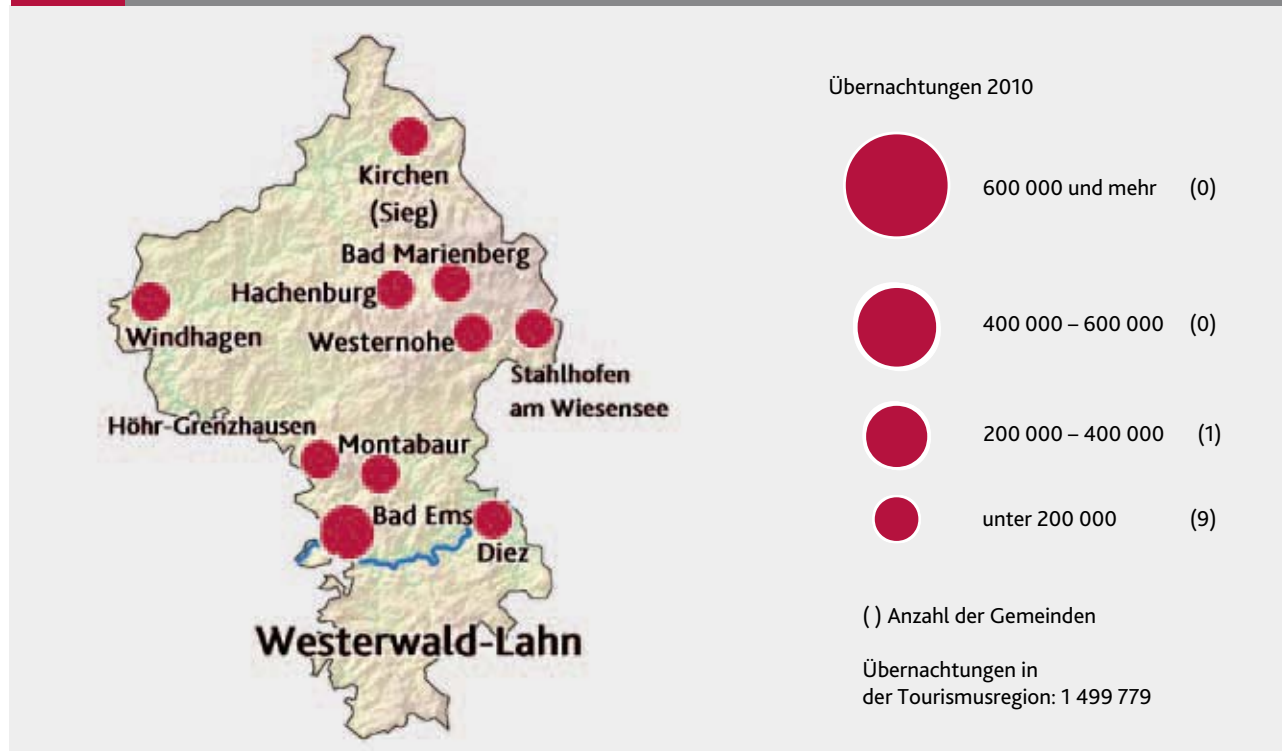 Kirchen
(Sieg)
Bad Marienberg
Hachenburg
Windhagen
Westernohe
Stahlhofen
am Wiesensee
Höhr-Grenzhausen
Montabaur
Bad Ems
Diez
Westerwald-Lahn
Übernachtungen 2010
600 000 und mehr (0)
400 000 – 600 000 (0)
200 000 – 400 000 (1)
unter 200 000 (9)
( ) Anzahl der Gemeinden
Übernachtungen in
der Tourismusregion: 1 499 779